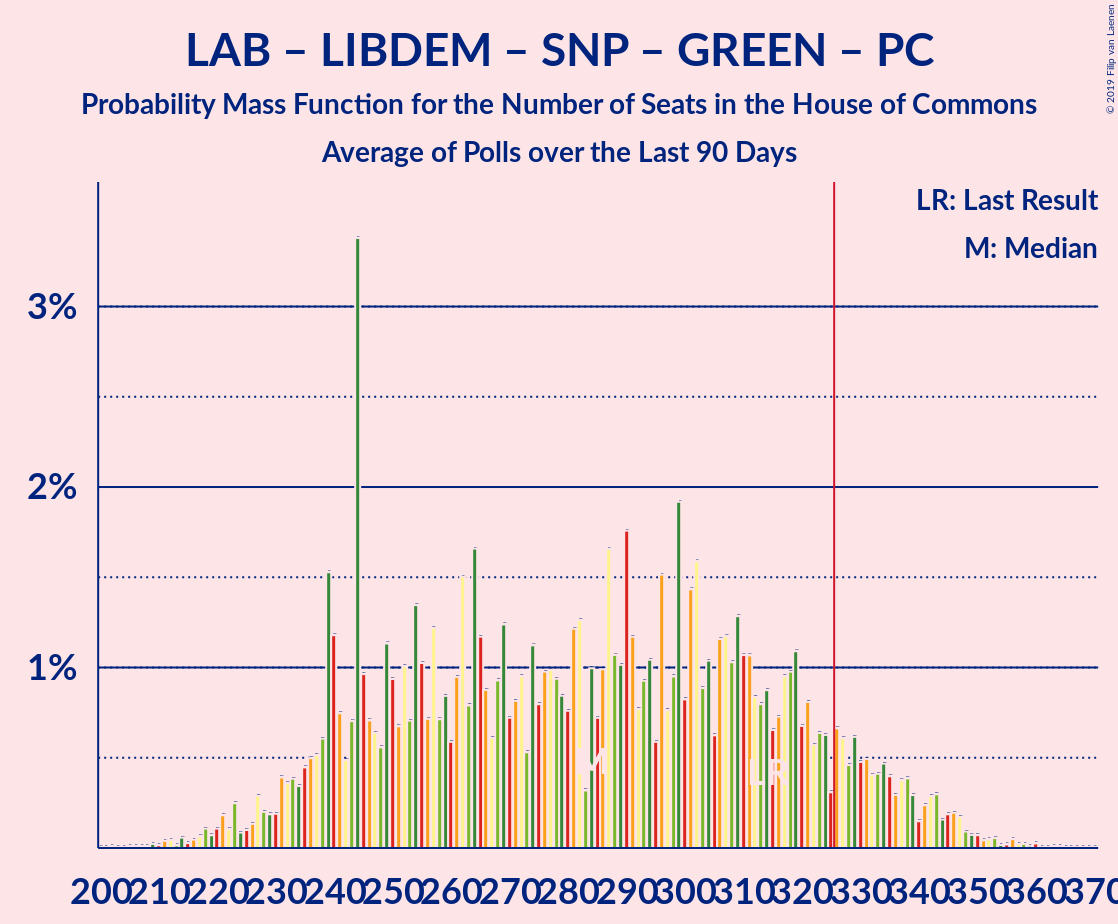 LAB – LIBDEM – SNP – GREEN – PC
Probability Mass Function for the Number of Seats in the House of Commons
Average of Polls over the Last 90 Days
© 2019 Filip van Laenen
LR: Last Result
M: Median
3%
2%
1%
M
LR
200 210 220 230 240 250 260 270 280 290 300 310 320 330 340 350 360 370